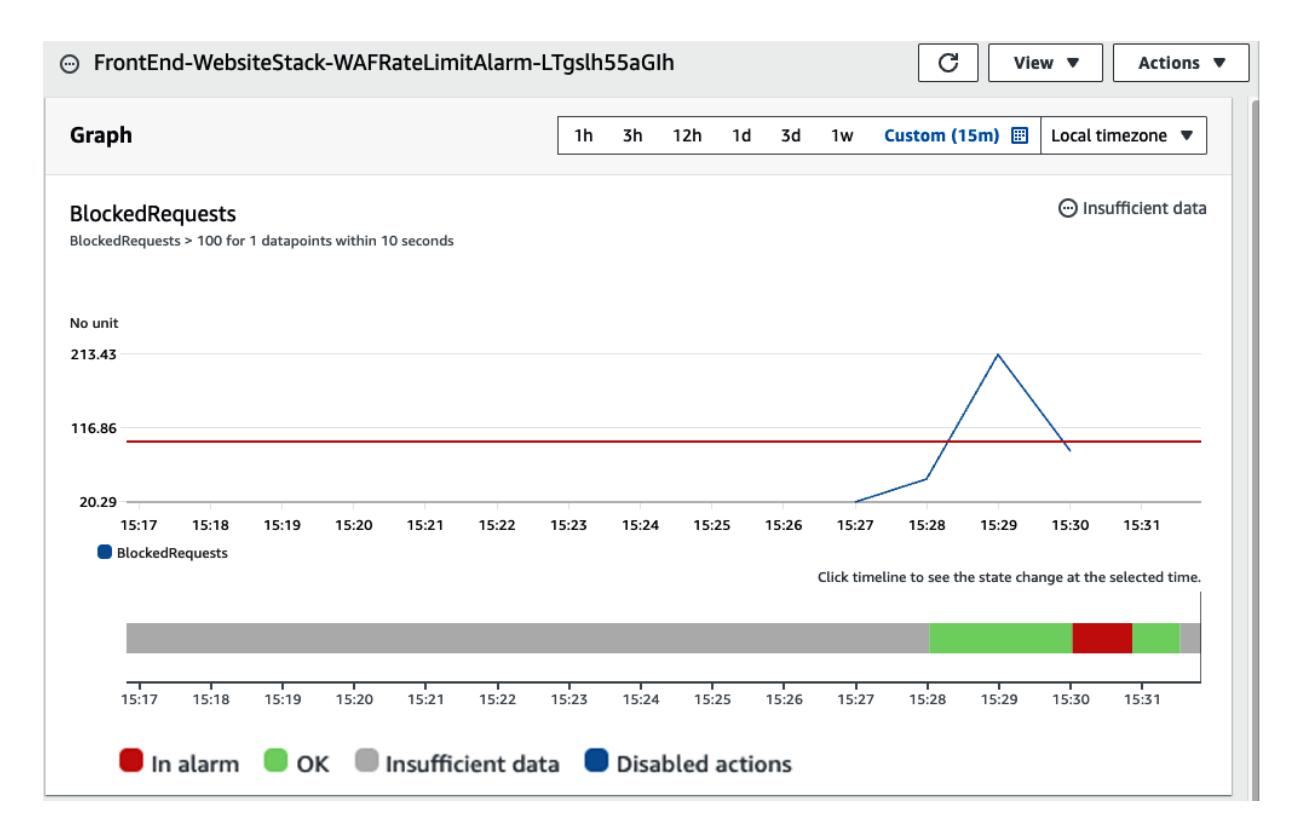 FrontEnd-WebsiteStack-WAFRateLimitAlarm-LTgslh55aGIh
View ▼ Actions ▼
Graph
1h 3h 12h 1d 3d 1w Custom (15m) Local timezone ▼
BlockedRequests
Insufficient data
BlockedRequests > 100 for 1 datapoints within 10 seconds
No unit
213.43
116.86
20.29
15:17 15:18 15:19 15:20 15:21 15:22 15:23 15:24 15:25 15:26 15:27 15:28 15:29 15:30 15:31
BlockedRequests
Click timeline to see the state change at the selected time.
15:17 15:18 15:19 15:20 15:21 15:22 15:23 15:24 15:25 15:26 15:27 15:28 15:29 15:30 15:31
In alarm OK Insufficient data Disabled actions